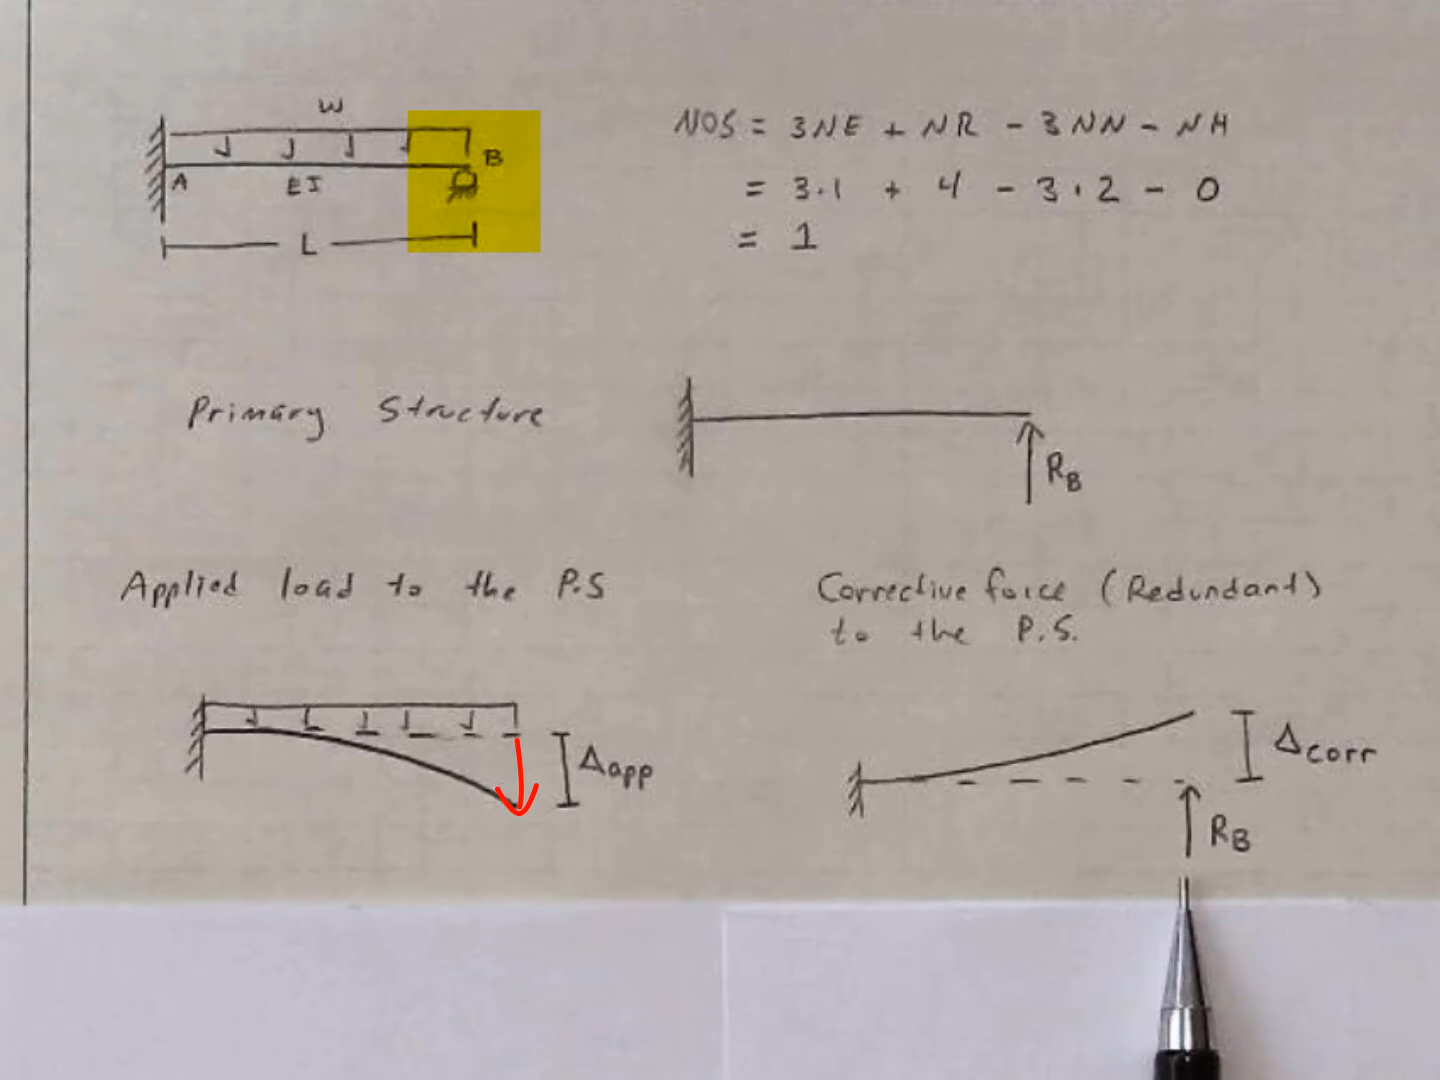 w
B
A EI
L
NOS = 3NE + NR - 3NN - NH
= 3·1 + 4 - 3·2 - 0
= 1
Primary Structure
RB
Applied load to the P.S
Corrective force (Redundant)
to the P.S.
Δapp
Δcorr
RB